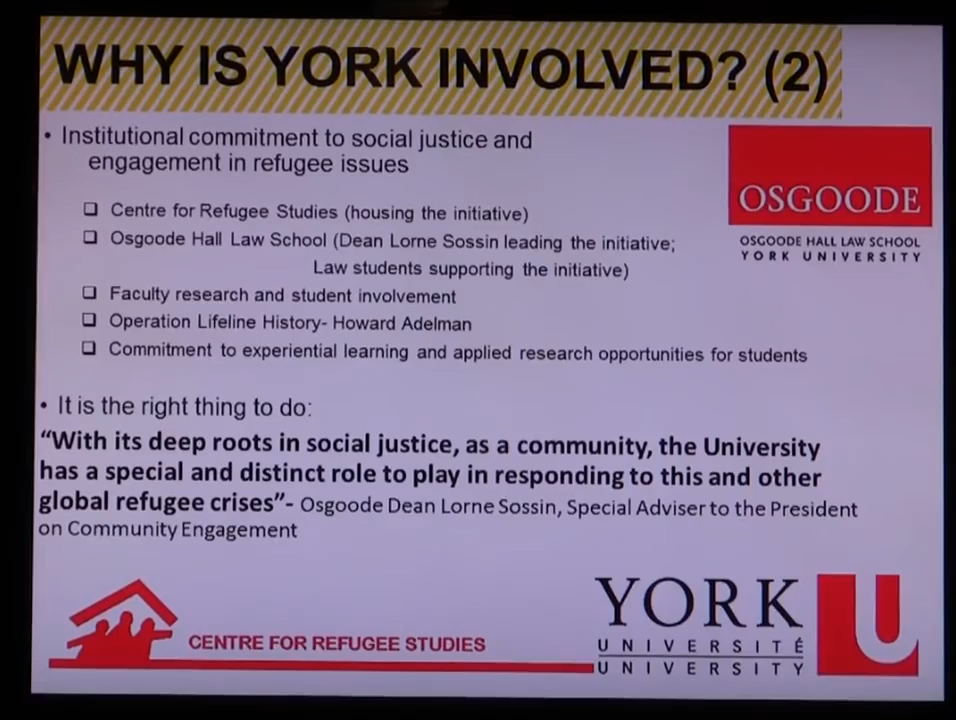 WHY IS YORK INVOLVED? (2)
• Institutional commitment to social justice and
engagement in refugee issues
❑ Centre for Refugee Studies (housing the initiative)
❑ Osgoode Hall Law School (Dean Lorne Sossin leading the initiative;
Law students supporting the initiative)
❑ Faculty research and student involvement
❑ Operation Lifeline History- Howard Adelman
❑ Commitment to experiential learning and applied research opportunities for students
OSGOODE
OSGOODE HALL LAW SCHOOL
YORK UNIVERSITY
• It is the right thing to do:
“With its deep roots in social justice, as a community, the University
has a special and distinct role to play in responding to this and other
global refugee crises”- Osgoode Dean Lorne Sossin, Special Adviser to the President
on Community Engagement
CENTRE FOR REFUGEE STUDIES
YORK
UNIVERSITÉ
UNIVERSITY
U